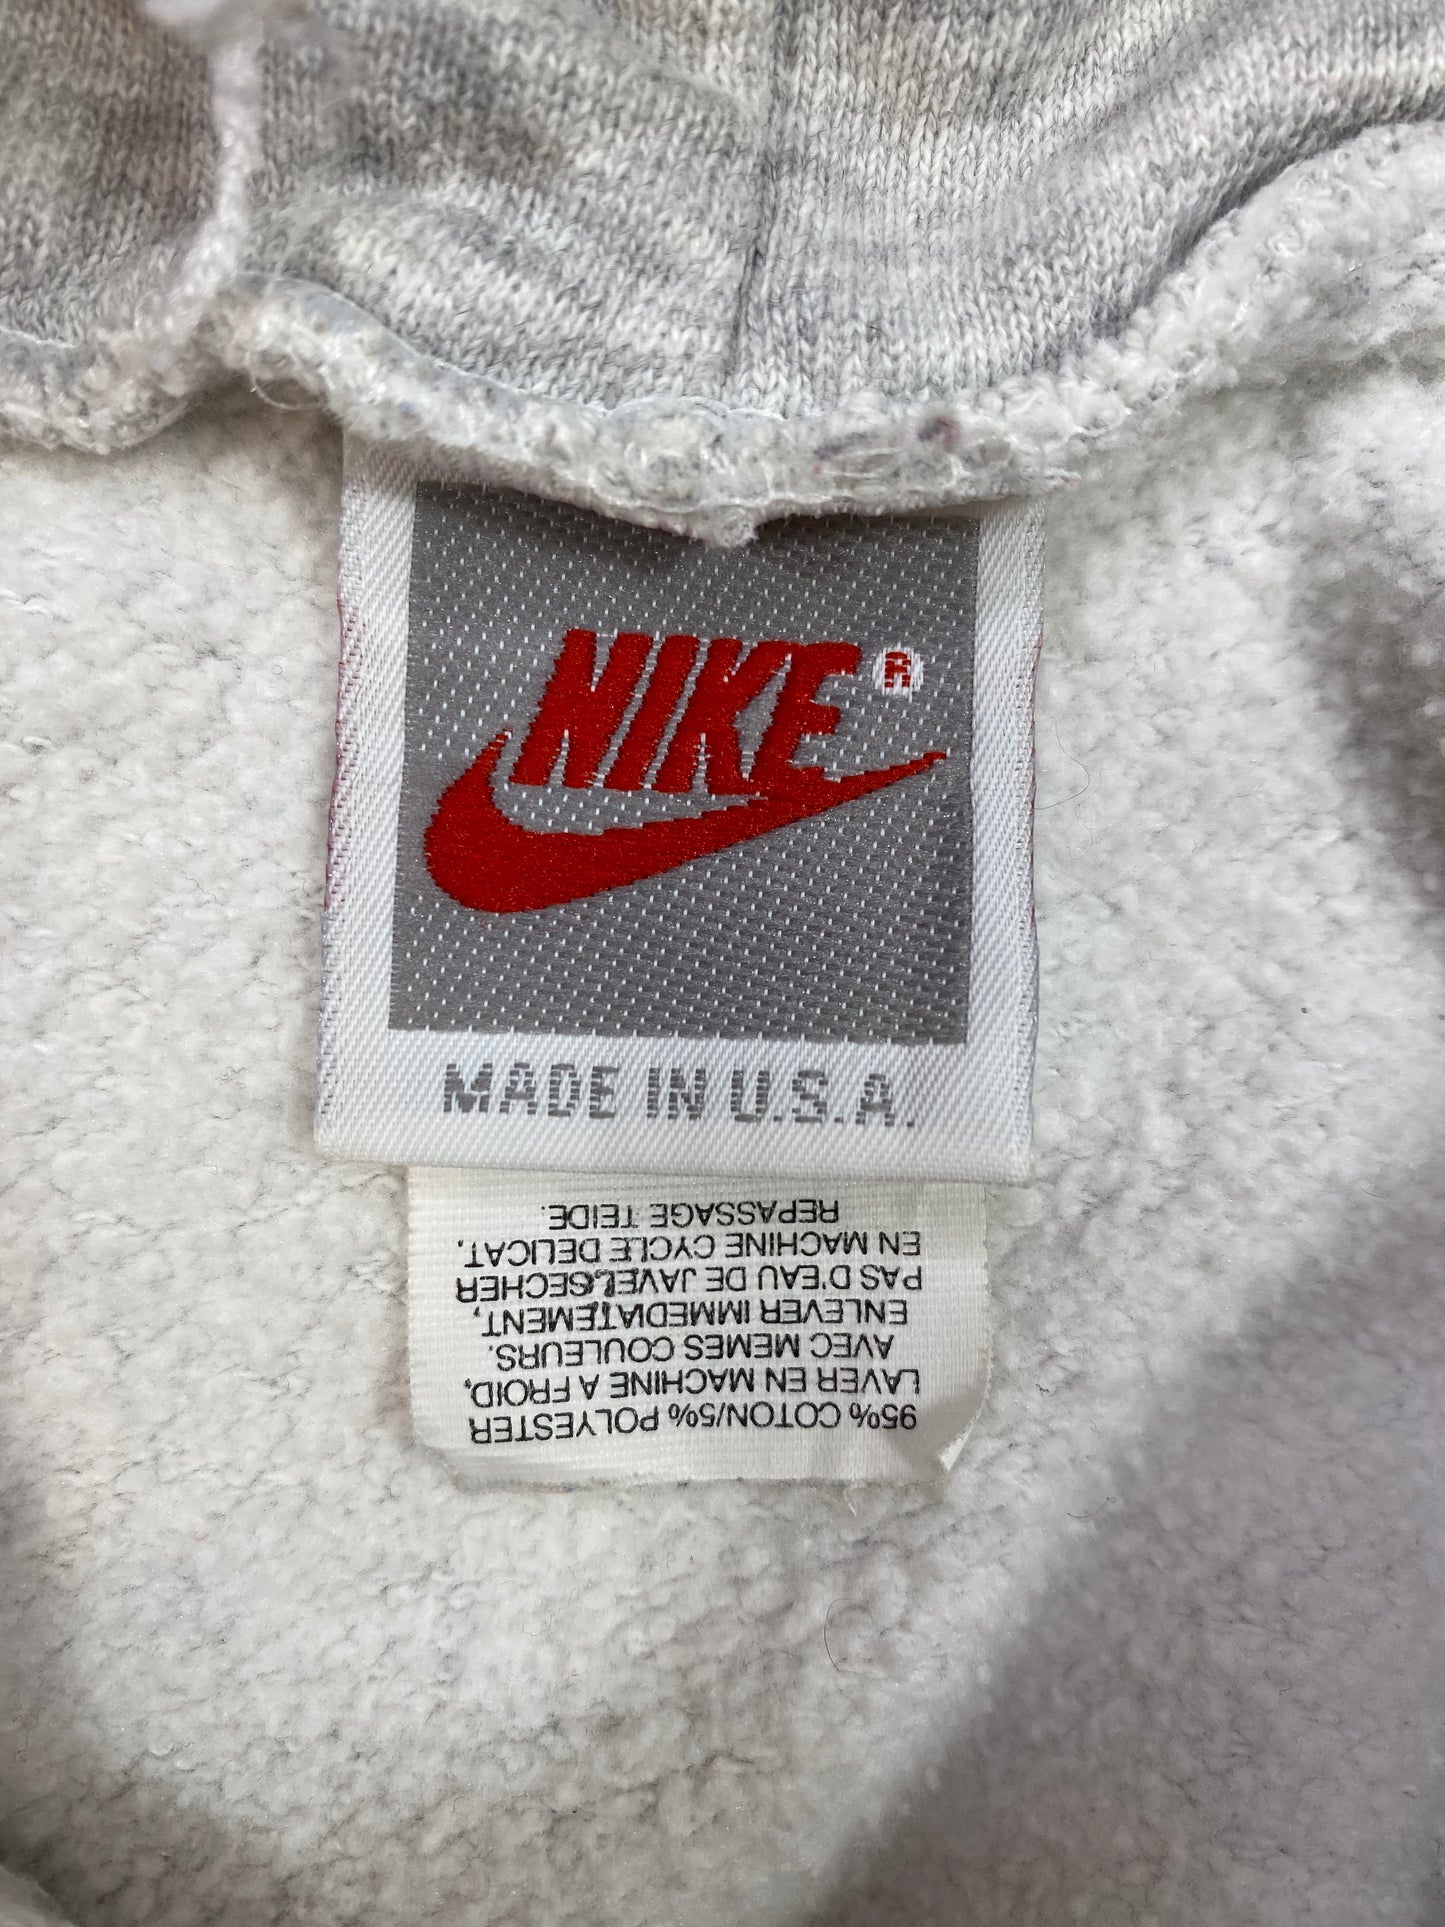 NIKE ®
MADE IN U.S.A.
95% COTON/5% POLYESTER
LAVER EN MACHINE A FROID,
AVEC MEMES COULEURS.
ENLEVER IMMEDIATEMENT,
PAS D'EAU DE JAVEL,SECHER
EN MACHINE CYCLE DELICAT,
REPASSAGE TEIDE.